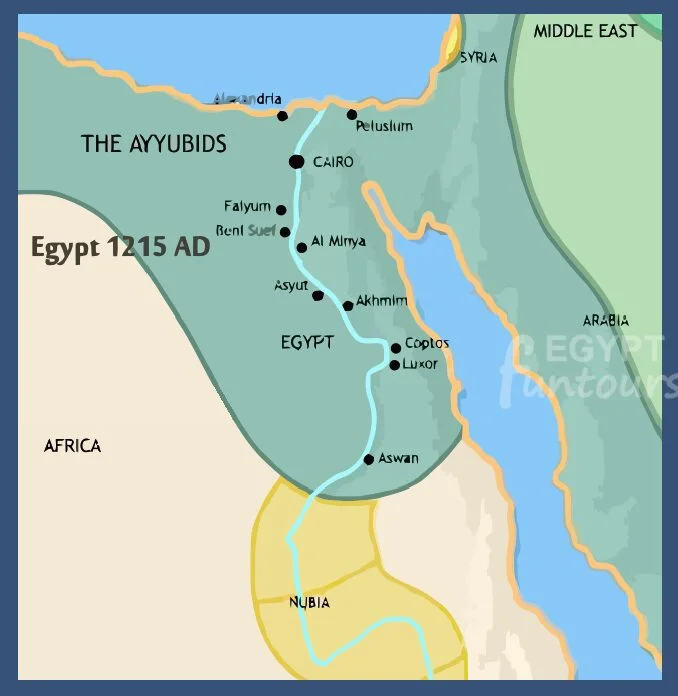 MIDDLE EAST
SYRIA
Alexandria
Pelusium
THE AYYUBIDS
CAIRO
Faiyum
Beni Suef
Egypt 1215 AD
Al Minya
Asyut
Akhmim
ARABIA
EGYPT
Coptos
EGYPT
Luxor
funtours
AFRICA
Aswan
NUBIA